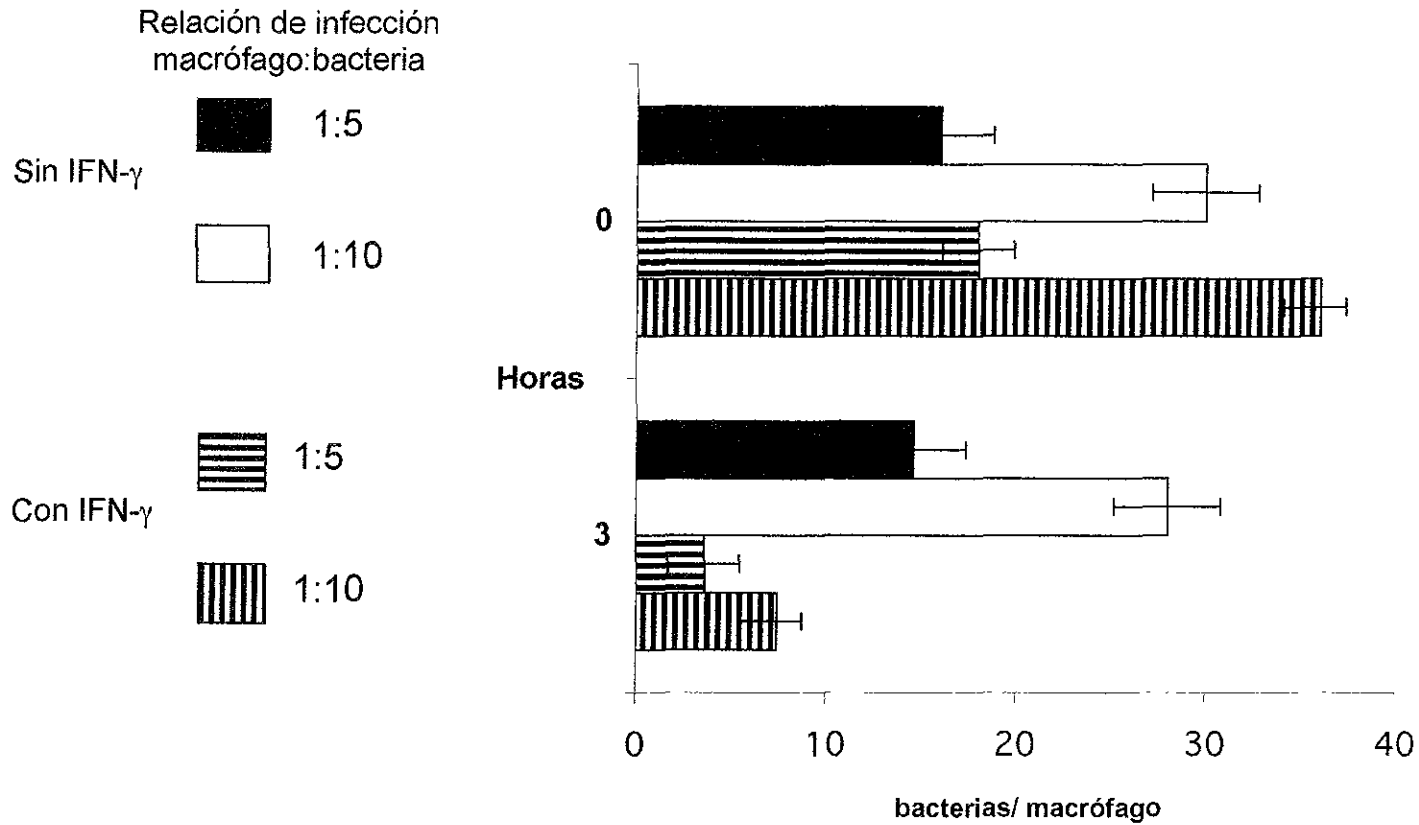 Relación de infección
macrófago:bacteria
1:5
Sin IFN-γ
1:10
1:5
Con IFN-γ
1:10
0
Horas
3
0 10 20 30 40
bacterias/ macrófago